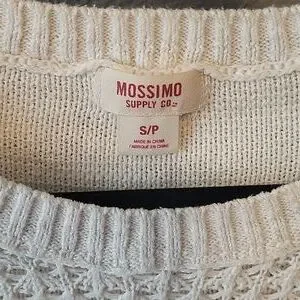 MOSSIMO
SUPPLY CO.
S/P
MADE IN CHINA
FABRIQUÉ EN CHINE